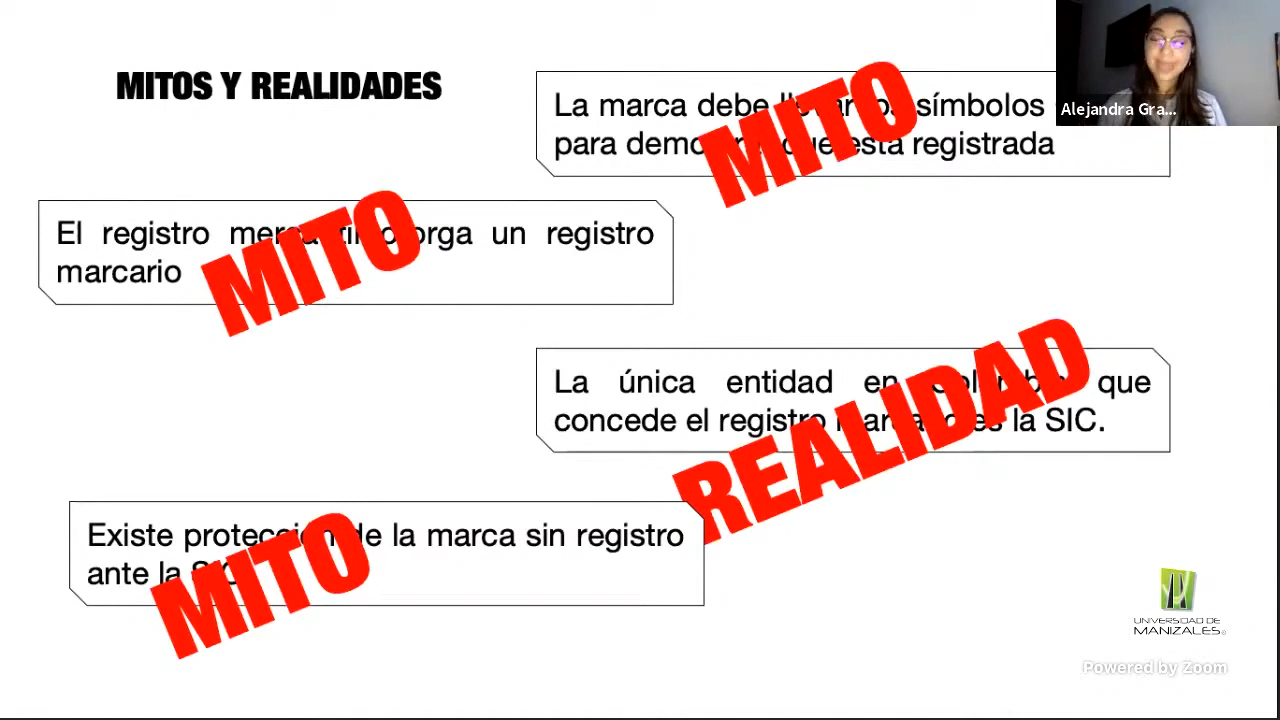 MITOS Y REALIDADES
La marca debe llevar los símbolos
para demostrar que está registrada
MITO
Alejandra Gra...
El registro mercantil otorga un registro
marcario
MITO
La única entidad en Colombia que
concede el registro marcario es la SIC.
REALIDAD
Existe protección de la marca sin registro
ante la SIC
MITO
UNIVERSIDAD DE
MANIZALES
Powered by Zoom